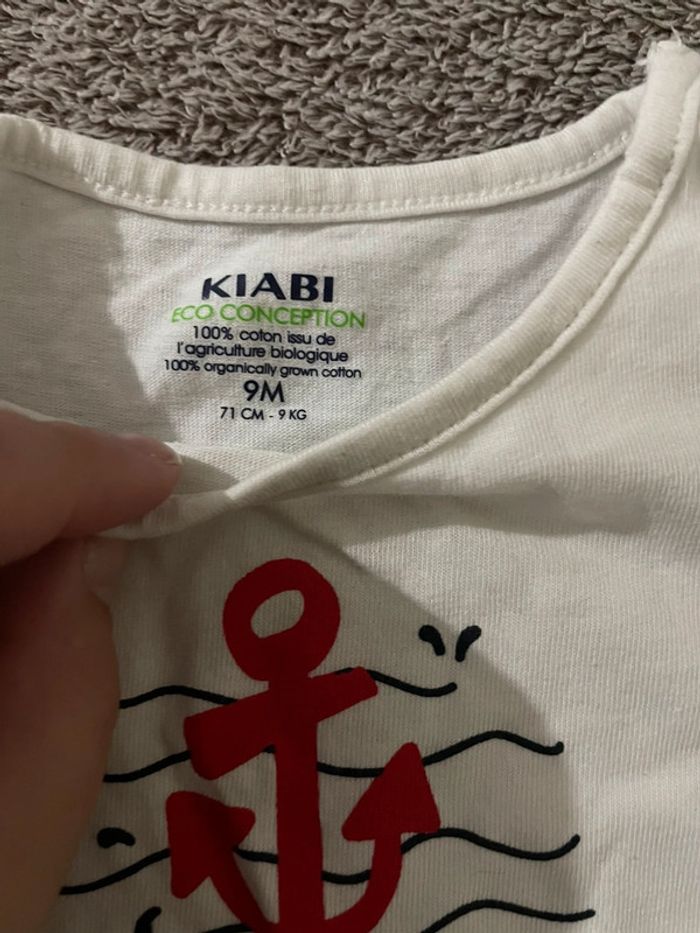 KIABI
ECO CONCEPTION
100% coton issu de
l'agriculture biologique
100% organically grown cotton
9M
71 CM - 9 KG